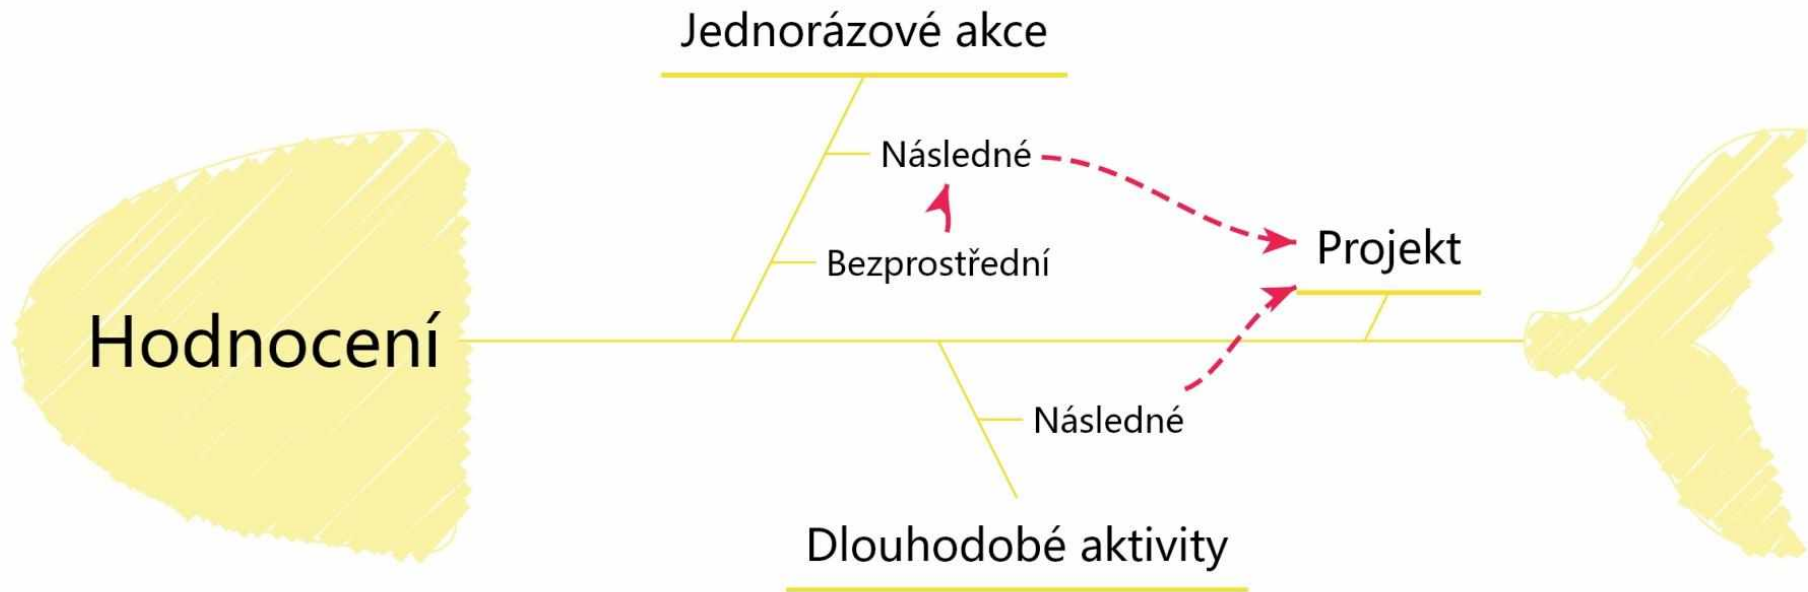 Jednorázové akce
Následné
Bezprostřední
Projekt
Hodnocení
Následné
Dlouhodobé aktivity